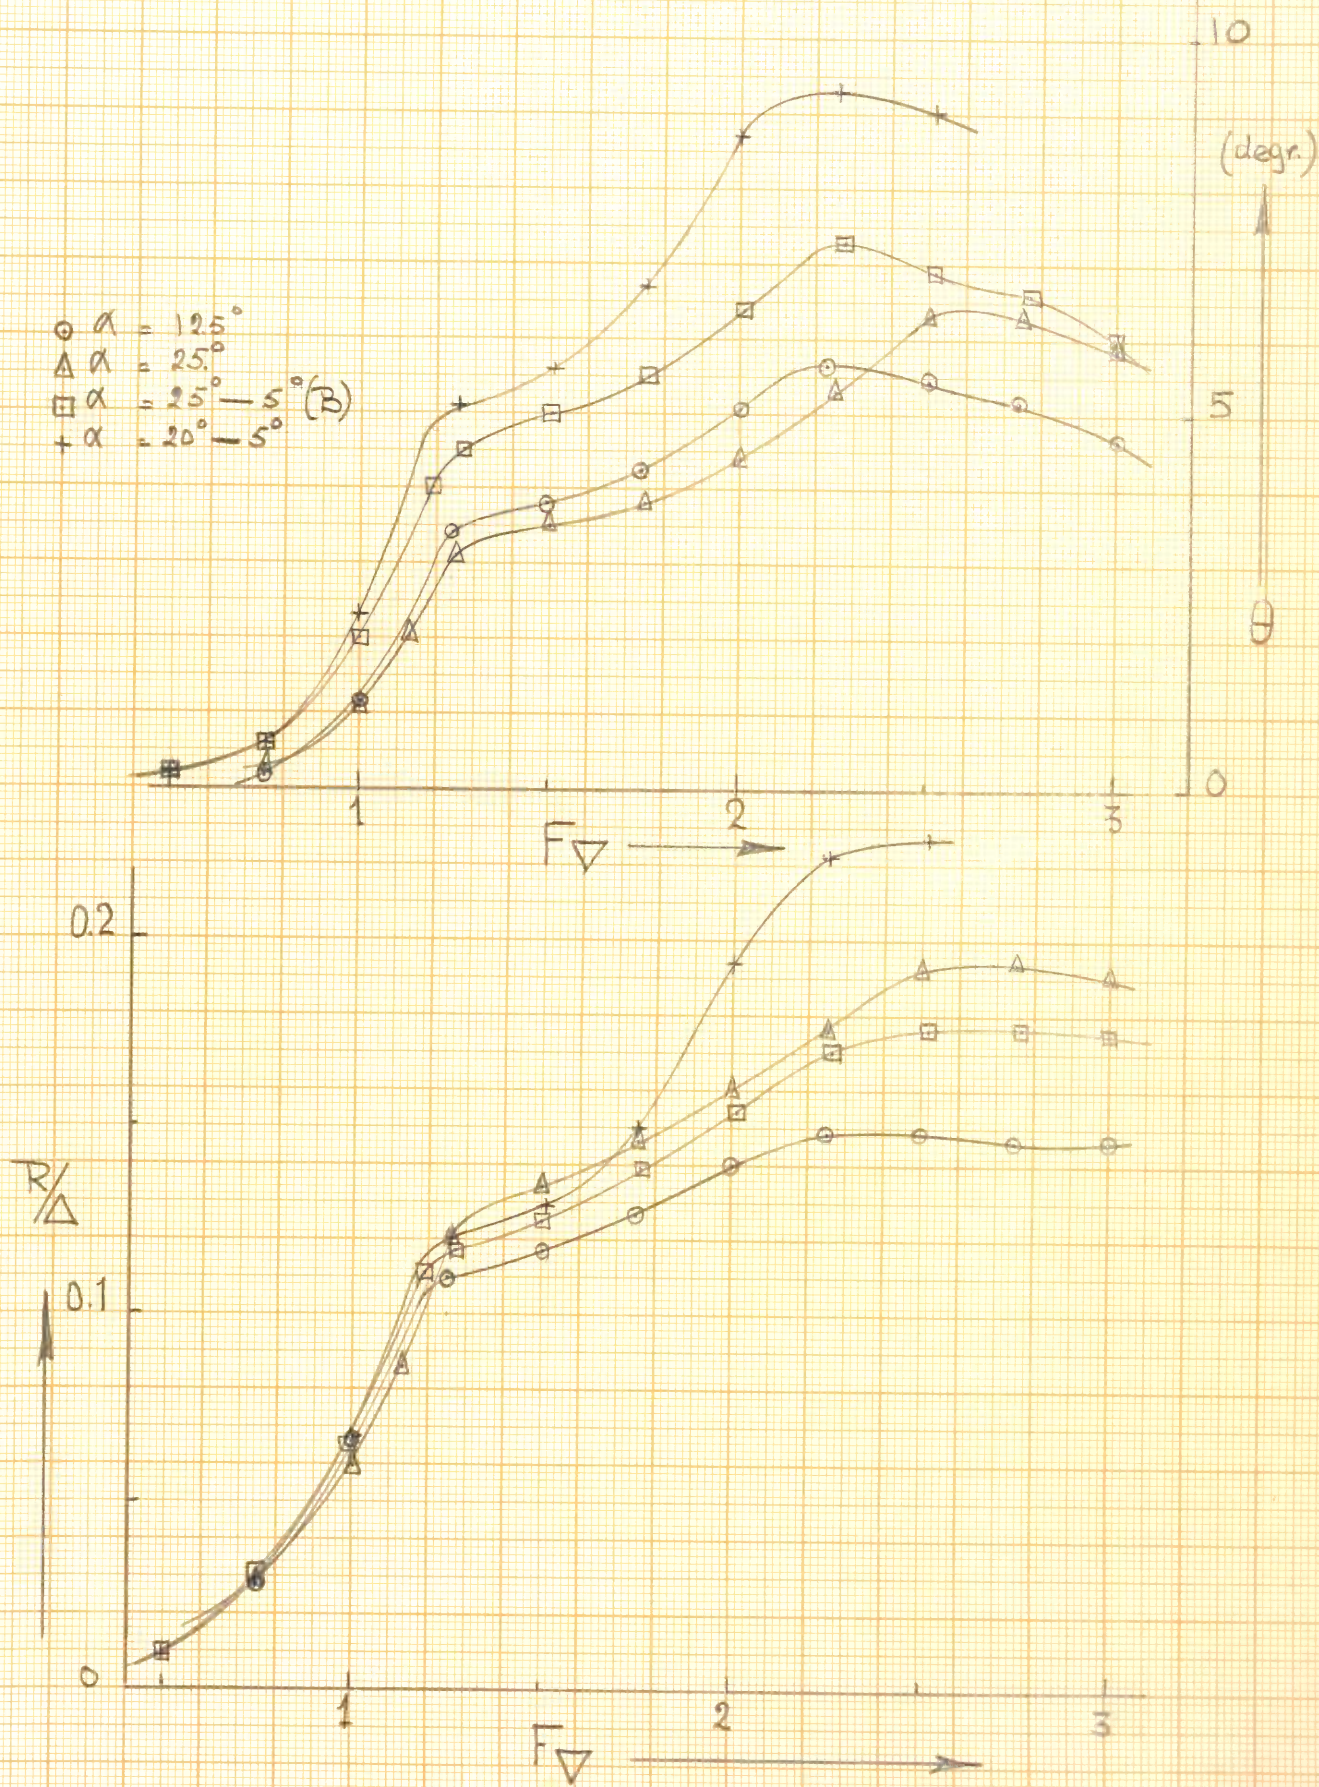 10
(degr.)
⊙ α = 12.5°
△ α = 25°
⊡ α = 25° — 5° (B)
+ α = 20° — 5°
5
θ
0
1 2 3
F▽
0.2
R/△
0.1
0
1 2 3
F▽